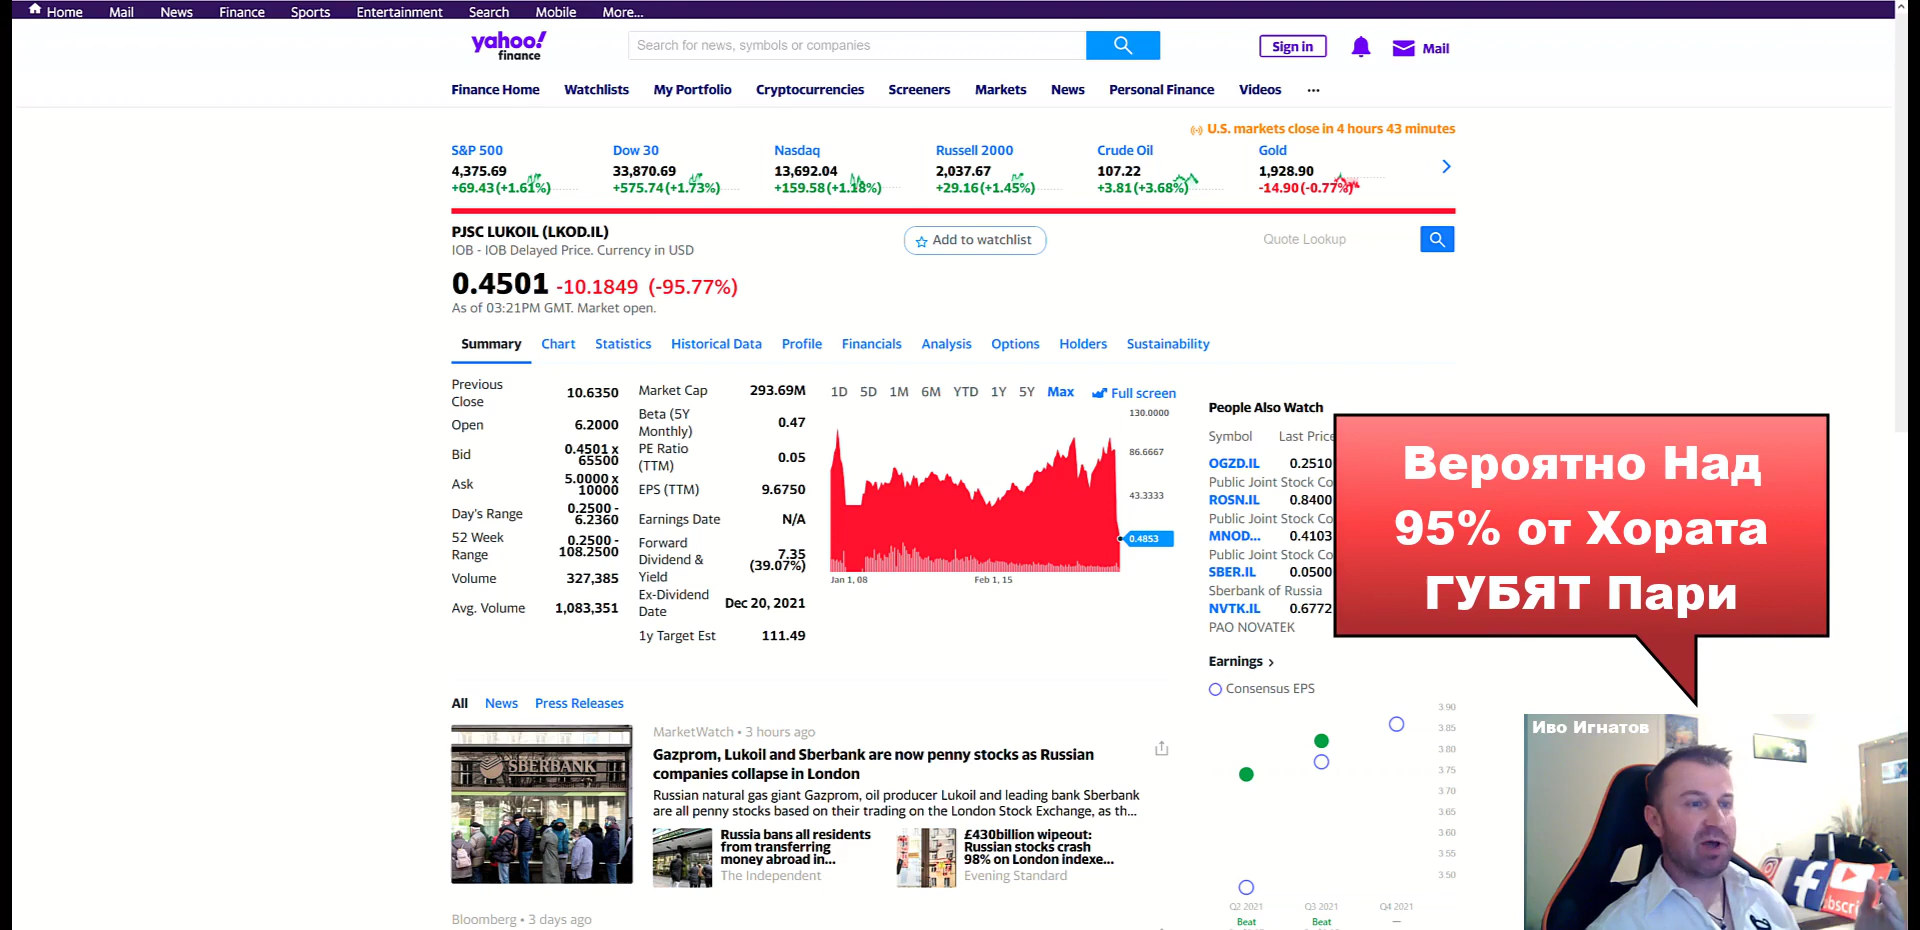 Home Mail News Finance Sports Entertainment Search Mobile More...
yahoo!
finance
Search for news, symbols or companies
Sign in
Mail
Finance Home Watchlists My Portfolio Cryptocurrencies Screeners Markets News Personal Finance Videos ...
U.S. markets close in 4 hours 43 minutes
S&P 500
4,375.69
+69.43 (+1.61%)
Dow 30
33,870.69
+575.74 (+1.73%)
Nasdaq
13,692.04
+159.58 (+1.18%)
Russell 2000
2,037.67
+29.16 (+1.45%)
Crude Oil
107.22
+3.81 (+3.68%)
Gold
1,928.90
-14.90 (-0.77%)
PJSC LUKOIL (LKOD.IL)
IOB - IOB Delayed Price. Currency in USD
Add to watchlist
Quote Lookup
0.4501 -10.1849 (-95.77%)
As of 03:21PM GMT. Market open.
Summary Chart Statistics Historical Data Profile Financials Analysis Options Holders Sustainability
Previous
Close
10.6350
Open 6.2000
Bid
0.4501 x
65500
Ask
5.0000 x
10000
Day's Range
0.2500 -
6.2360
52 Week
Range
0.2500 -
108.2500
Volume 327,385
Avg. Volume 1,083,351
Market Cap 293.69M
Beta (5Y
Monthly)
0.47
PE Ratio
(TTM)
0.05
EPS (TTM) 9.6750
Earnings Date N/A
Forward
Dividend &
Yield
7.35
(39.07%)
Ex-Dividend
Date
Dec 20, 2021
1y Target Est 111.49
1D 5D 1M 6M YTD 1Y 5Y Max Full screen
130.0000
86.6667
43.3333
0.4853
Jan 1, 08 Feb 1, 15
People Also Watch
Symbol Last Price
OGZD.IL 0.2510
Public Joint Stock Co
ROSN.IL 0.8400
Public Joint Stock Co
MNOD... 0.4103
Public Joint Stock Co
SBER.IL 0.0500
Sberbank of Russia
NVTK.IL 0.6772
PAO NOVATEK
Вероятно Над
95% от Хората
ГУБЯТ Пари
Earnings
Consensus EPS
3.90
3.85
3.80
3.75
3.70
3.65
3.60
3.55
3.50
Q2 2021 Q3 2021 Q4 2021
Beat Beat —
All News Press Releases
SBERBANK
MarketWatch • 3 hours ago
Gazprom, Lukoil and Sberbank are now penny stocks as Russian
companies collapse in London
Russian natural gas giant Gazprom, oil producer Lukoil and leading bank Sberbank
are all penny stocks based on their trading on the London Stock Exchange, as th...
Russia bans all residents
from transferring
money abroad in...
The Independent
£430billion wipeout:
Russian stocks crash
98% on London indexe...
Evening Standard
Bloomberg • 3 days ago
Иво Игнатов